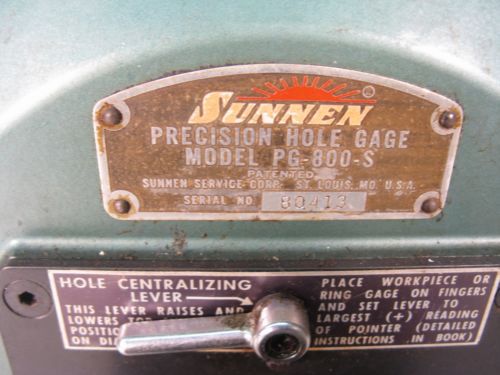 SUNNEN
PRECISION HOLE GAGE
MODEL PG-800-S
PATENTED
SUNNEN SERVICE CORP. ST. LOUIS, MO. U.S.A.
SERIAL NO. 80413
HOLE CENTRALIZING
LEVER
THIS LEVER RAISES AND
LOWERS
ON
PLACE WORKPIECE OR
RING GAGE ON FINGERS
AND SET LEVER TO
LARGEST (+) READING
OF POINTER (DETAILED
INSTRUCTIONS IN BOOK)